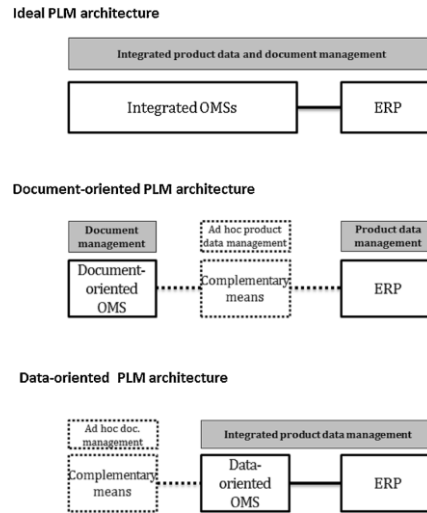 Ideal PLM architecture
Integrated product data and document management
Integrated OMSs
ERP
Document-oriented PLM architecture
Document
management
Ad hoc product
data management
Product data
management
Document-
oriented
OMS
Complementary
means
ERP
Data-oriented PLM architecture
Ad hoc doc.
management
Integrated product data management
Complementary
means
Data-
oriented
OMS
ERP